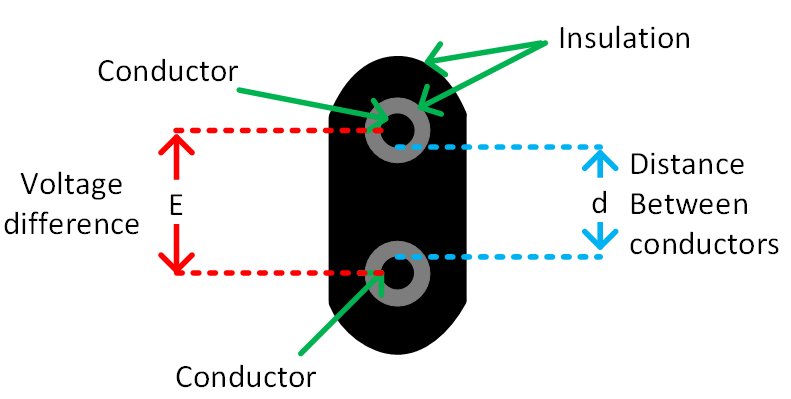 Insulation
Conductor
Voltage
difference
E
d
Distance
Between
conductors
Conductor